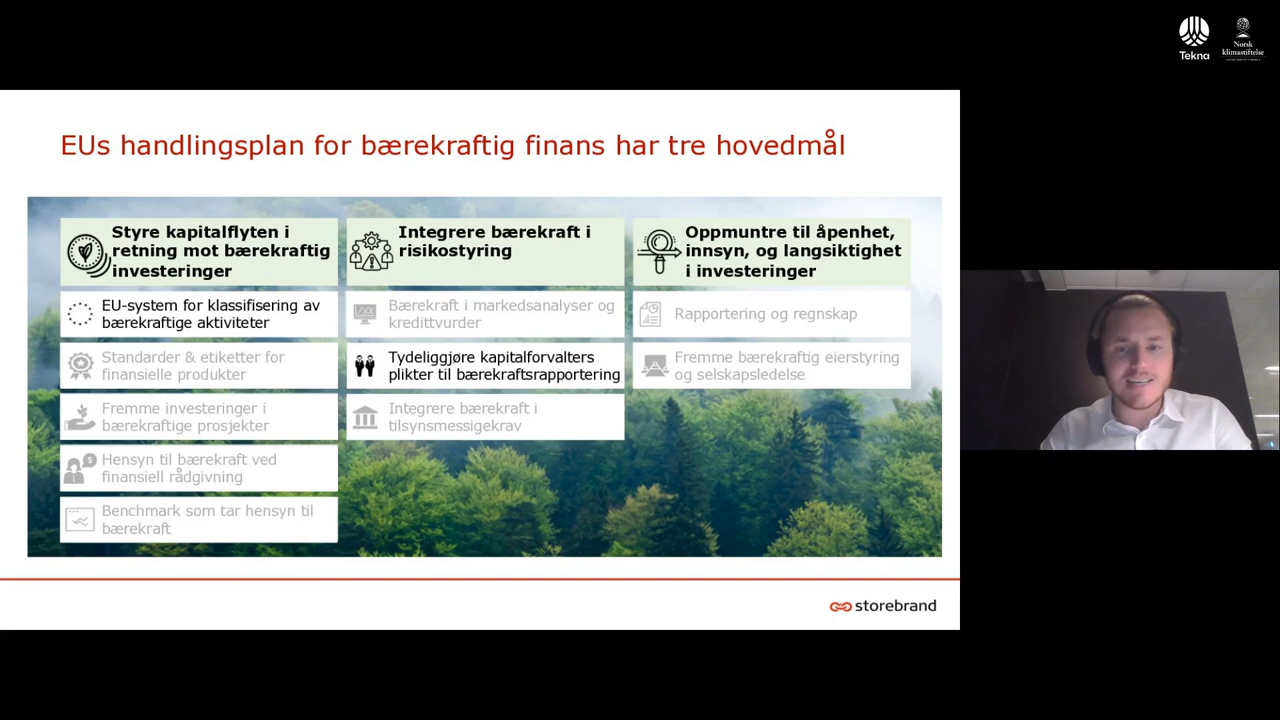 Tekna
Norsk
klimastiftelse
EUs handlingsplan for bærekraftig finans har tre hovedmål
Styre kapitalflyten i
retning mot bærekraftig
investeringer
EU-system for klassifisering av
bærekraftige aktiviteter
Standarder & etiketter for
finansielle produkter
Fremme investeringer i
bærekraftige prosjekter
Hensyn til bærekraft ved
finansiell rådgivning
Benchmark som tar hensyn til
bærekraft
Integrere bærekraft i
risikostyring
Bærekraft i markedsanalyser og
kredittvurder
Tydeliggjøre kapitalforvalters
plikter til bærekraftsrapportering
Integrere bærekraft i
tilsynsmessigekrav
Oppmuntre til åpenhet,
innsyn, og langsiktighet
i investeringer
Rapportering og regnskap
Fremme bærekraftig eierstyring
og selskapsledelse
storebrand